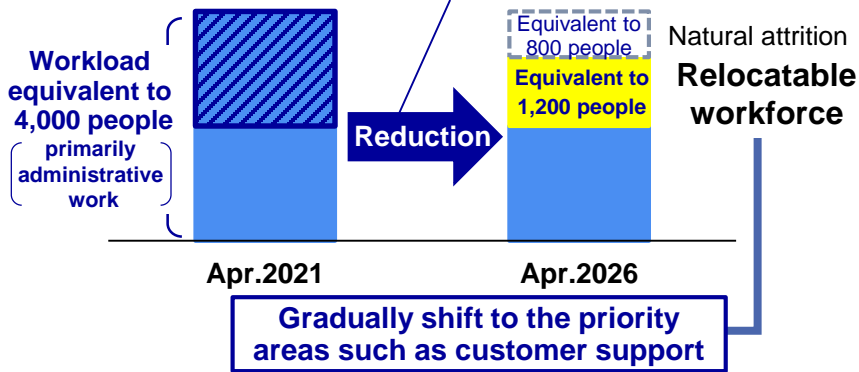 Workload
equivalent to
4,000 people
primarily
administrative
work
Reduction
Equivalent to
800 people
Equivalent to
1,200 people
Natural attrition
Relocatable
workforce
Apr.2021
Apr.2026
Gradually shift to the priority
areas such as customer support